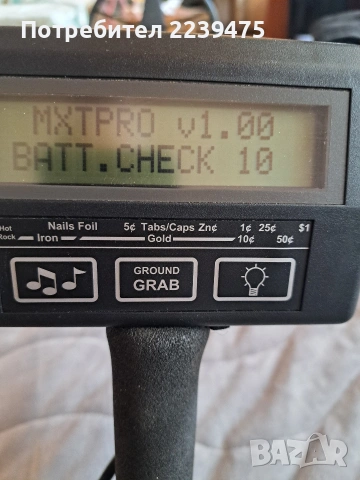 Потребител 2239475
MXTPRO v1.00
BATT.CHECK 10
Hot Nails Foil 5¢ Tabs/Caps Zn¢ 1¢ 25¢ $1
Rock Iron Gold 10¢ 50¢
GROUND
GRAB
BAZAR